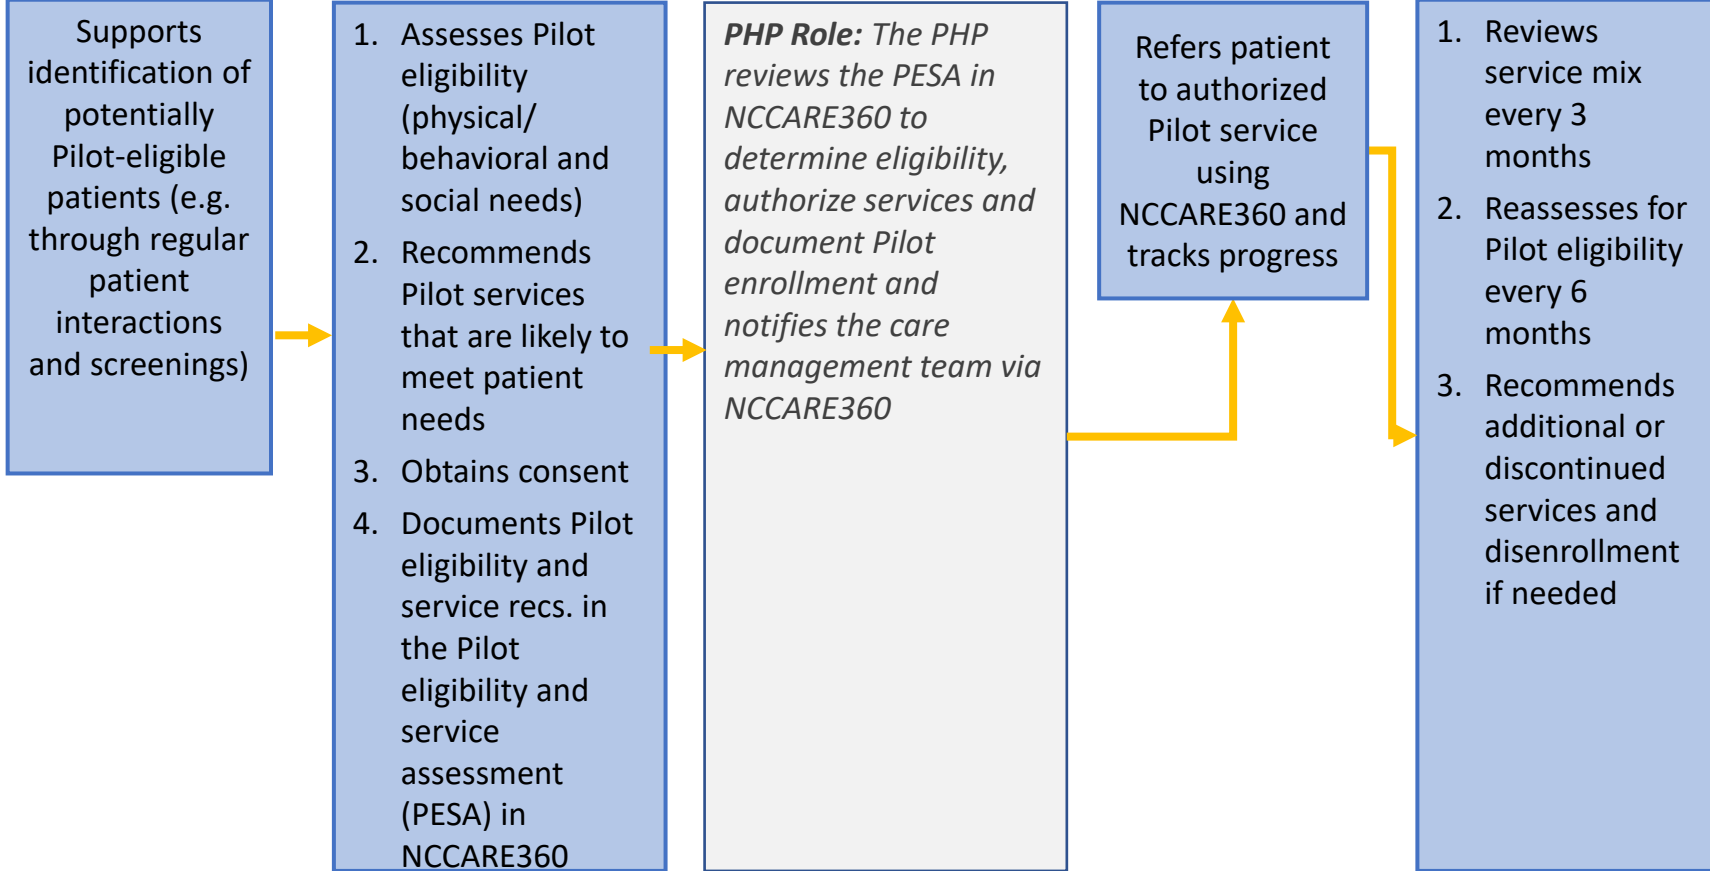 Supports
identification of
potentially
Pilot-eligible
patients (e.g.
through regular
patient
interactions
and screenings)
1. Assesses Pilot
eligibility
(physical/
behavioral and
social needs)
2. Recommends
Pilot services
that are likely to
meet patient
needs
3. Obtains consent
4. Documents Pilot
eligibility and
service recs. in
the Pilot
eligibility and
service
assessment
(PESA) in
NCCARE360
PHP Role: The PHP
reviews the PESA in
NCCARE360 to
determine eligibility,
authorize services and
document Pilot
enrollment and
notifies the care
management team via
NCCARE360
Refers patient
to authorized
Pilot service
using
NCCARE360 and
tracks progress
1. Reviews
service mix
every 3
months
2. Reassesses for
Pilot eligibility
every 6
months
3. Recommends
additional or
discontinued
services and
disenrollment
if needed